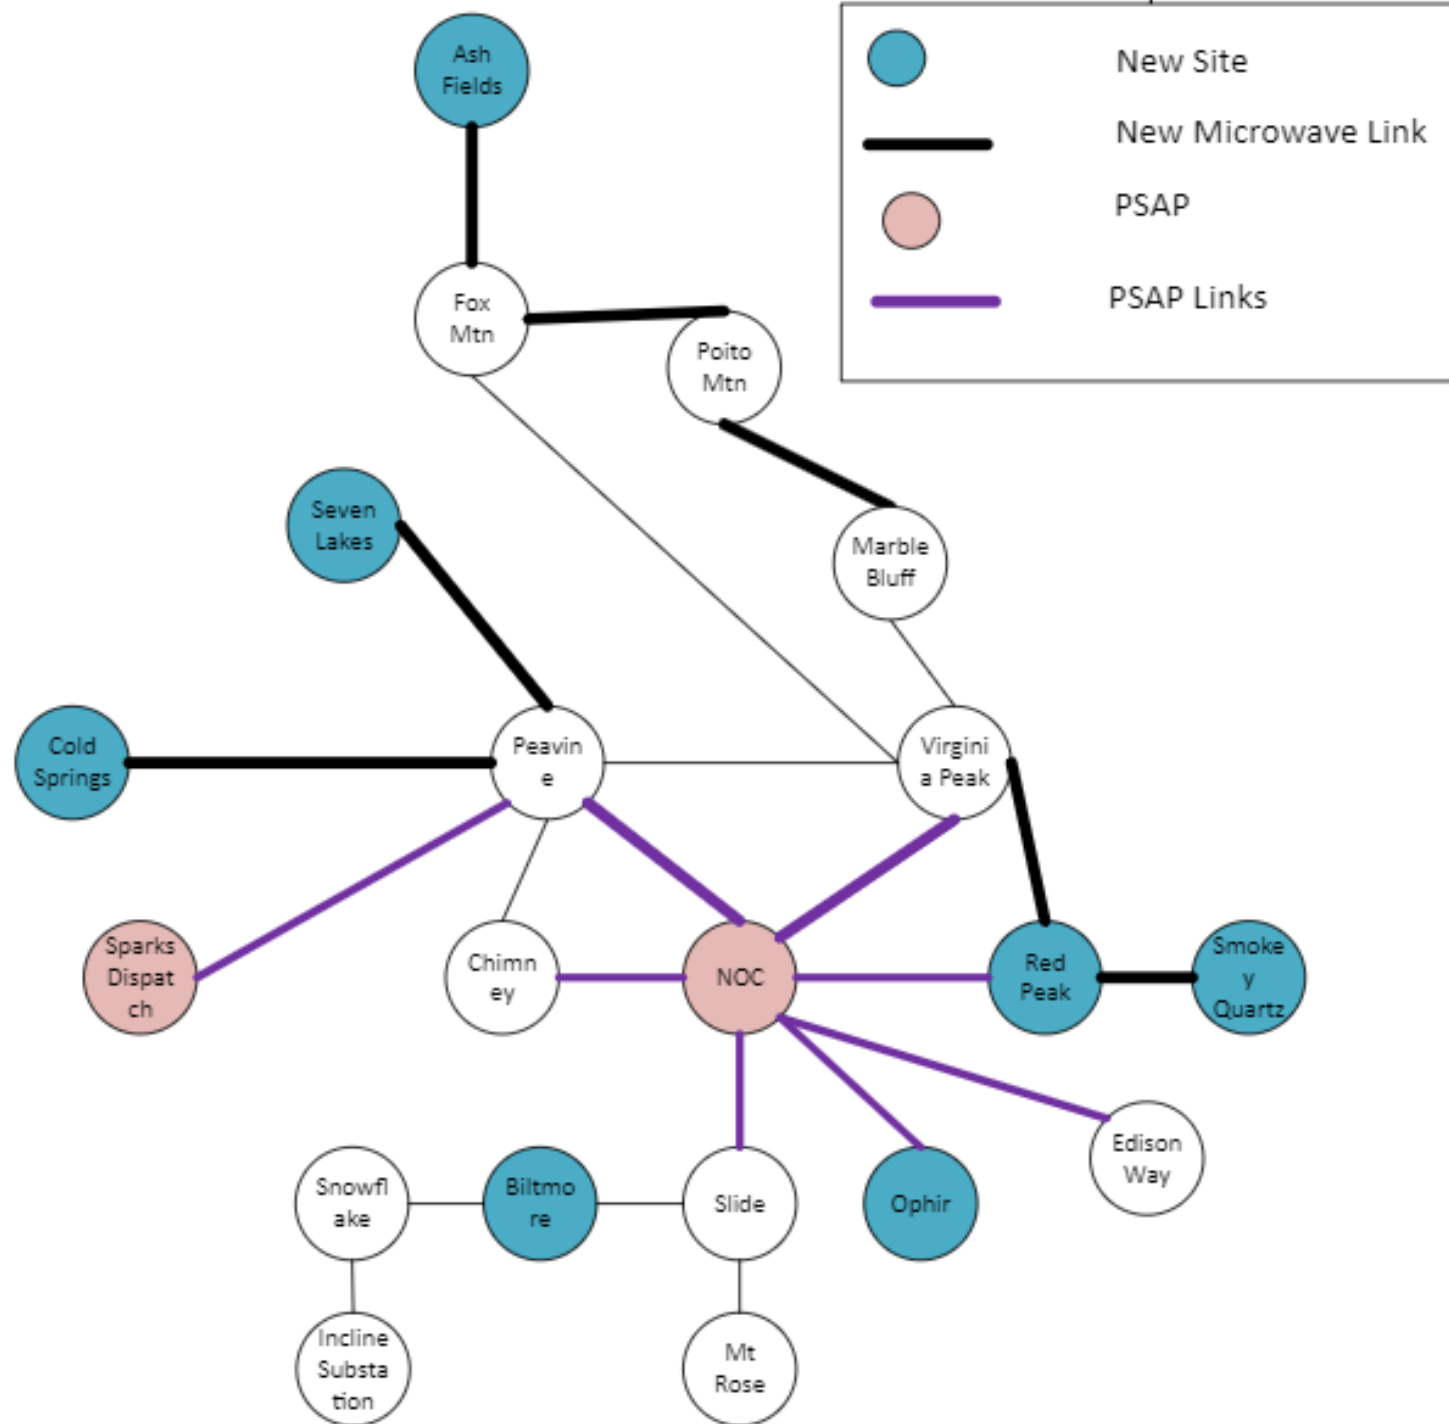 Ash
Fields
New Site
New Microwave Link
PSAP
PSAP Links
Fox
Mtn
Poito
Mtn
Seven
Lakes
Marble
Bluff
Cold
Springs
Peavin
e
Virgini
a Peak
Sparks
Dispat
ch
Chimn
ey
NOC
Red
Peak
Smoke
y
Quartz
Edison
Way
Snowfl
ake
Biltmo
re
Slide
Ophir
Incline
Substa
tion
Mt
Rose